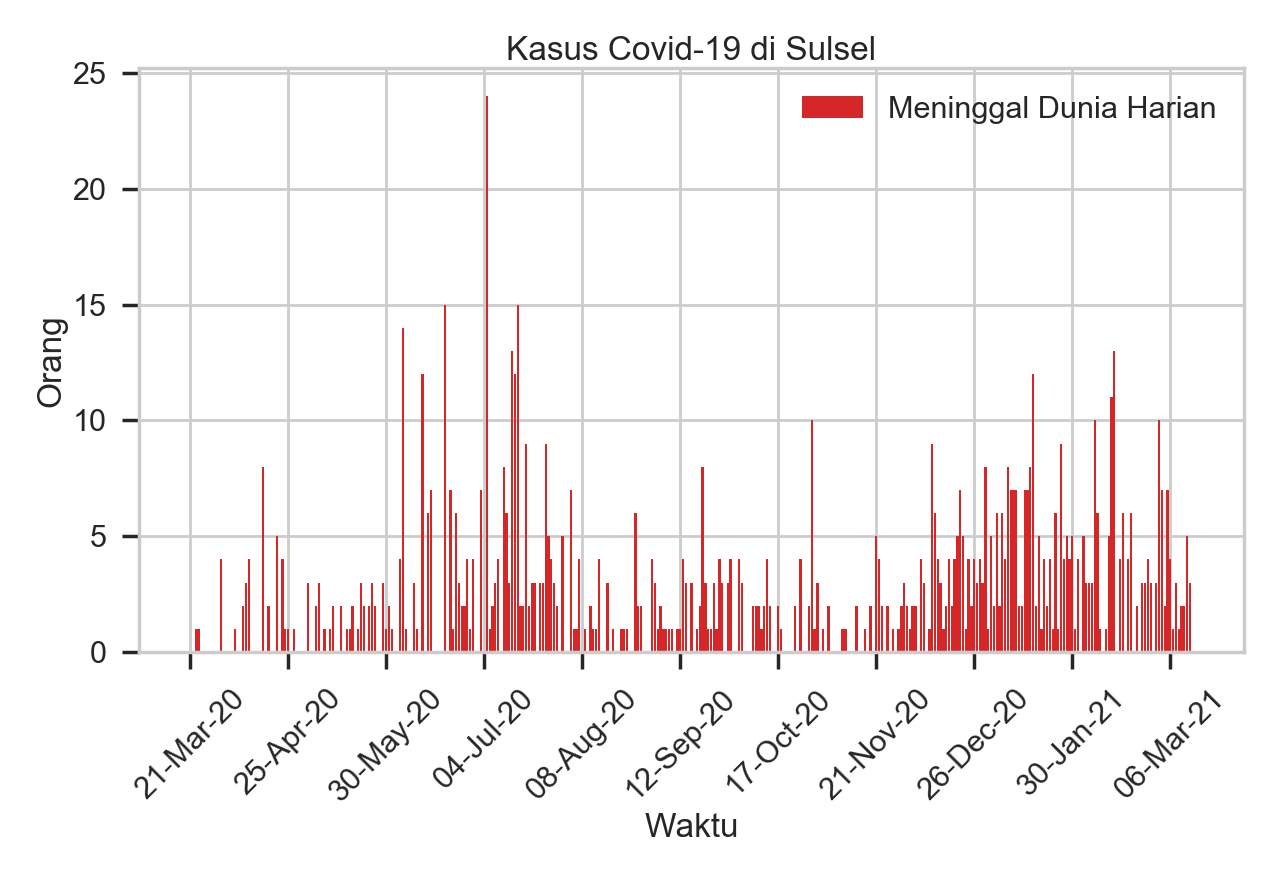 Kasus Covid-19 di Sulsel
Meninggal Dunia Harian
25
20
15
10
5
0
Orang
21-Mar-20
25-Apr-20
30-May-20
04-Jul-20
08-Aug-20
12-Sep-20
17-Oct-20
21-Nov-20
26-Dec-20
30-Jan-21
06-Mar-21
Waktu